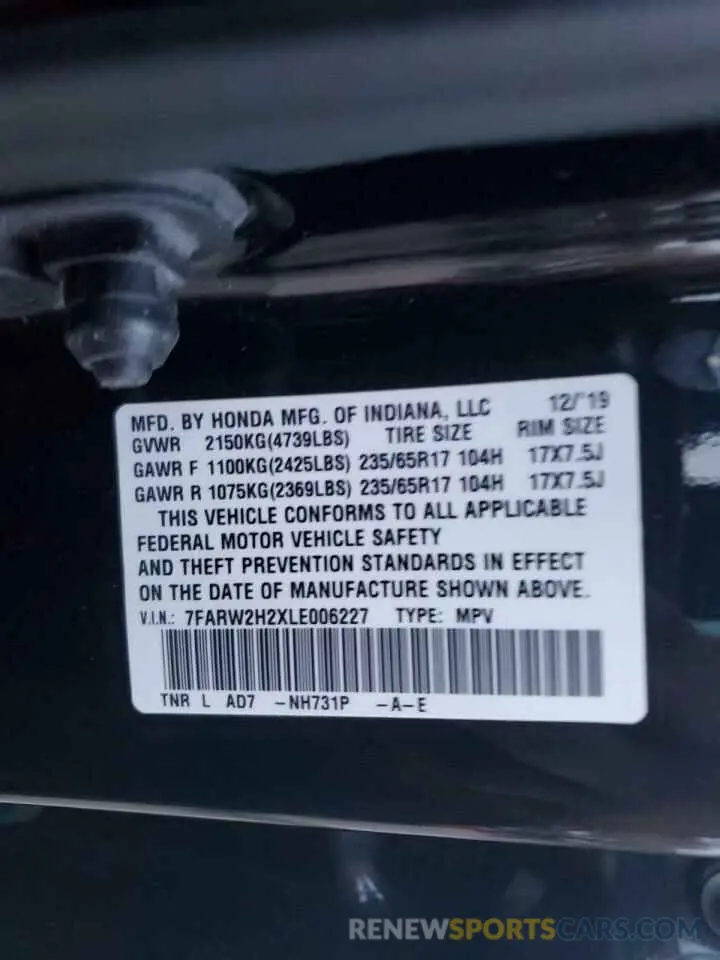 MFD. BY HONDA MFG. OF INDIANA, LLC 12/'19
GVWR 2150KG(4739LBS) TIRE SIZE RIM SIZE
GAWR F 1100KG(2425LBS) 235/65R17 104H 17X7.5J
GAWR R 1075KG(2369LBS) 235/65R17 104H 17X7.5J
THIS VEHICLE CONFORMS TO ALL APPLICABLE
FEDERAL MOTOR VEHICLE SAFETY
AND THEFT PREVENTION STANDARDS IN EFFECT
ON THE DATE OF MANUFACTURE SHOWN ABOVE.
V.I.N.: 7FARW2H2XLE006227 TYPE: MPV
TNR L AD7 -NH731P -A-E
RENEWSPORTSCARS.COM